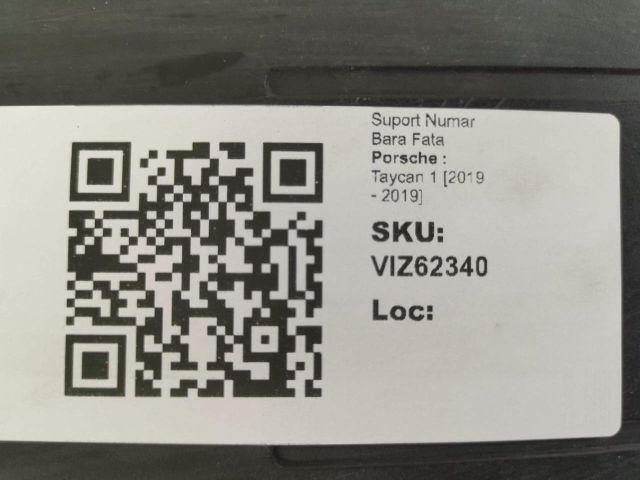 Suport Numar
Bara Fata
Porsche :
Taycan 1 [2019
- 2019]
SKU:
VIZ62340
Loc: